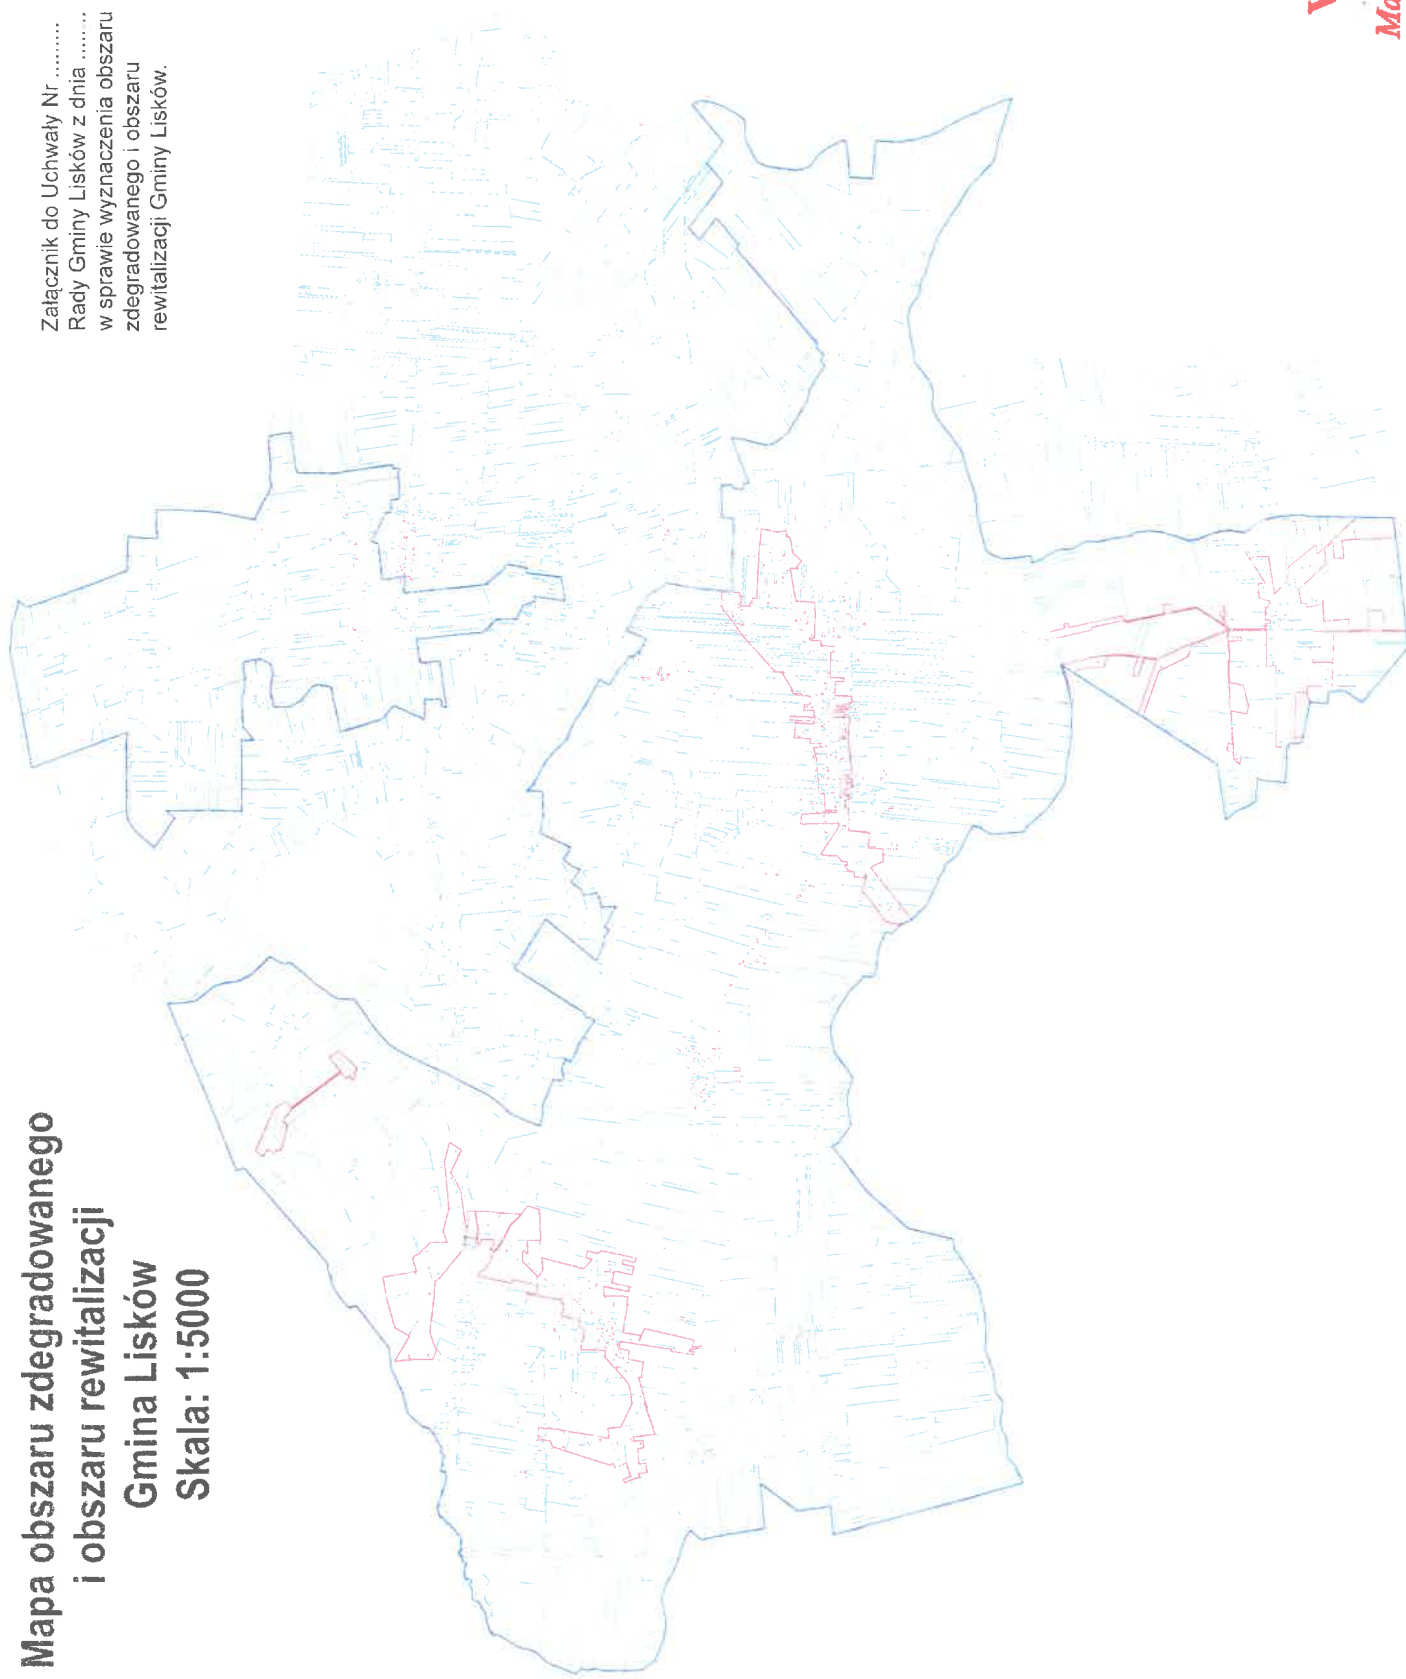 Mapa obszaru zdegradowanego
i obszaru rewitalizacji
Gmina Lisków
Skala: 1:5000
Załącznik do Uchwały Nr .........
Rady Gminy Lisków z dnia ........
w sprawie wyznaczenia obszaru
zdegradowanego i obszaru
rewitalizacji Gminy Lisków.